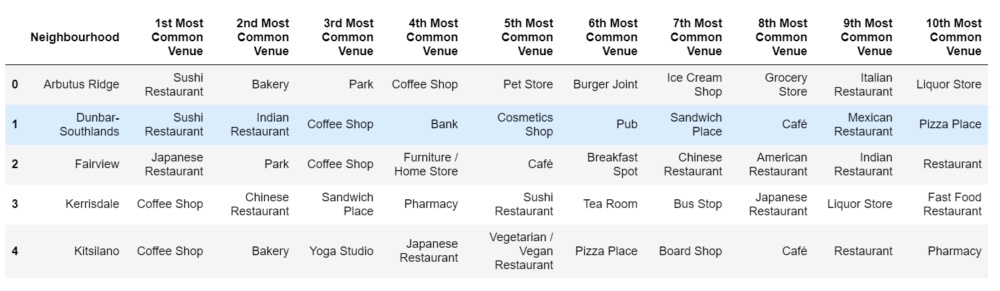 Neighbourhood 1st Most Common Venue 2nd Most Common Venue 3rd Most Common Venue 4th Most Common Venue 5th Most Common Venue 6th Most Common Venue 7th Most Common Venue 8th Most Common Venue 9th Most Common Venue 10th Most Common Venue
0 Arbutus Ridge Sushi Restaurant Bakery Park Coffee Shop Pet Store Burger Joint Ice Cream Shop Grocery Store Italian Restaurant Liquor Store
1 Dunbar-Southlands Sushi Restaurant Indian Restaurant Coffee Shop Bank Cosmetics Shop Pub Sandwich Place Café Mexican Restaurant Pizza Place
2 Fairview Japanese Restaurant Park Coffee Shop Furniture / Home Store Café Breakfast Spot Chinese Restaurant American Restaurant Indian Restaurant Restaurant
3 Kerrisdale Coffee Shop Chinese Restaurant Sandwich Place Pharmacy Sushi Restaurant Tea Room Bus Stop Japanese Restaurant Liquor Store Fast Food Restaurant
4 Kitsilano Coffee Shop Bakery Yoga Studio Japanese Restaurant Vegetarian / Vegan Restaurant Pizza Place Board Shop Café Restaurant Pharmacy